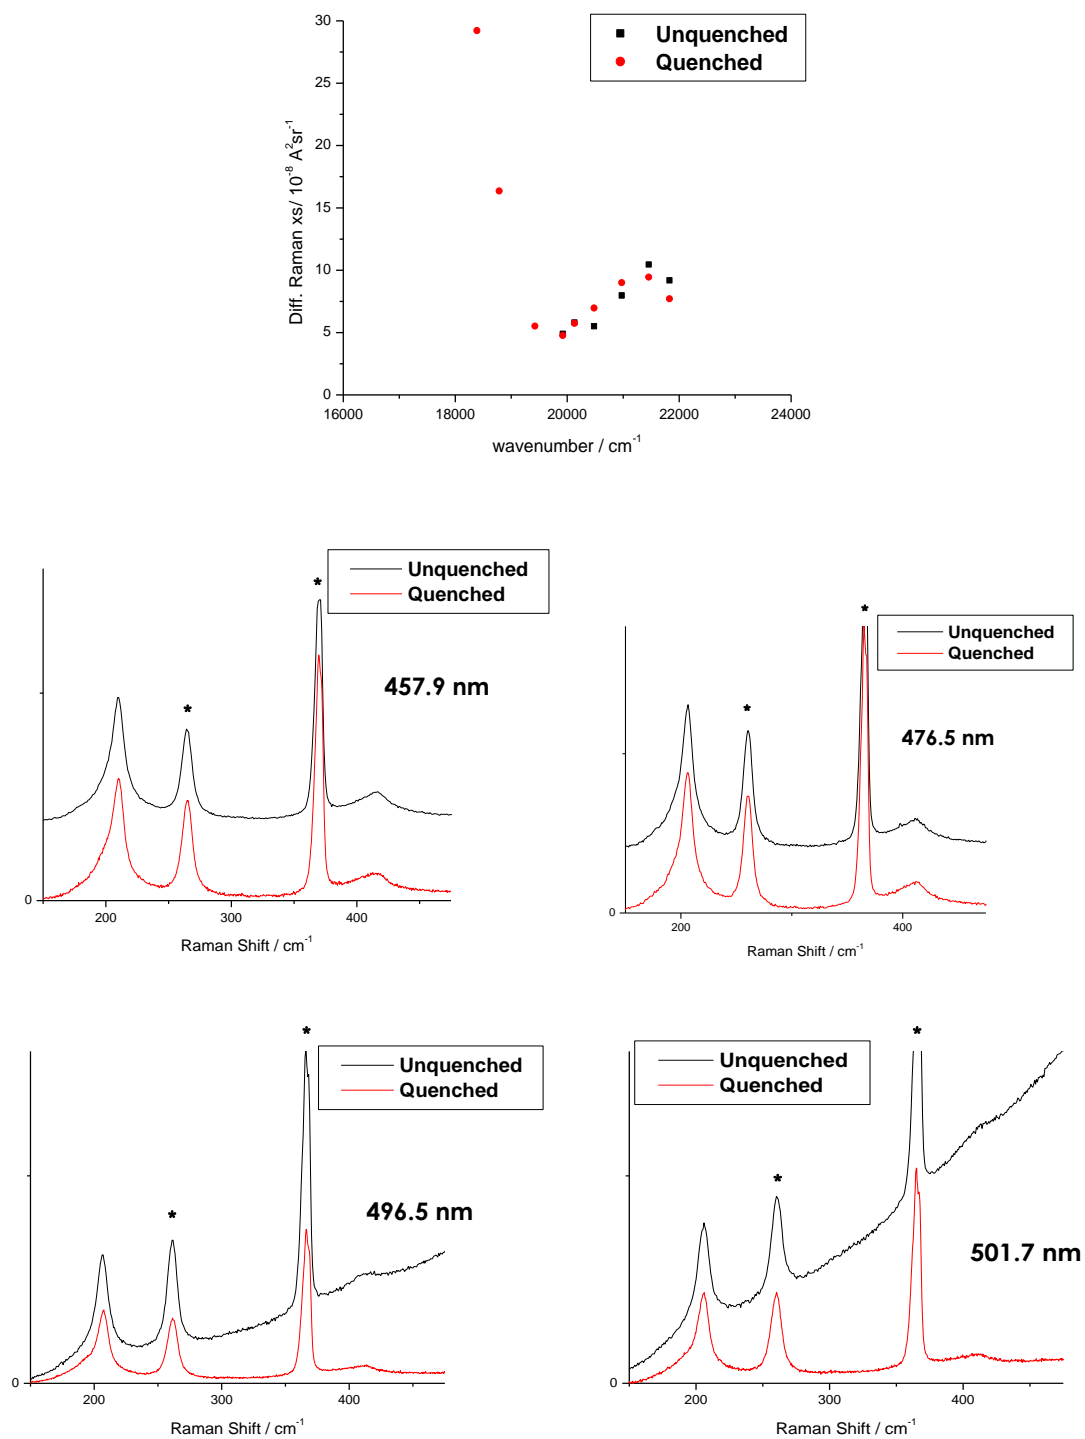 30
25
20
15
10
5
0
Diff. Raman xs/ 10⁻⁸ A²sr⁻¹
Unquenched
Quenched
16000 18000 20000 22000 24000
wavenumber / cm⁻¹
Unquenched
Quenched
*
*
457.9 nm
0
200 300 400
Raman Shift / cm⁻¹
Unquenched
Quenched
*
*
476.5 nm
0
200 400
Raman Shift / cm⁻¹
Unquenched
Quenched
*
*
496.5 nm
0
200 300 400
Raman Shift / cm⁻¹
Unquenched
Quenched
*
*
501.7 nm
0
200 300 400
Raman Shift / cm⁻¹